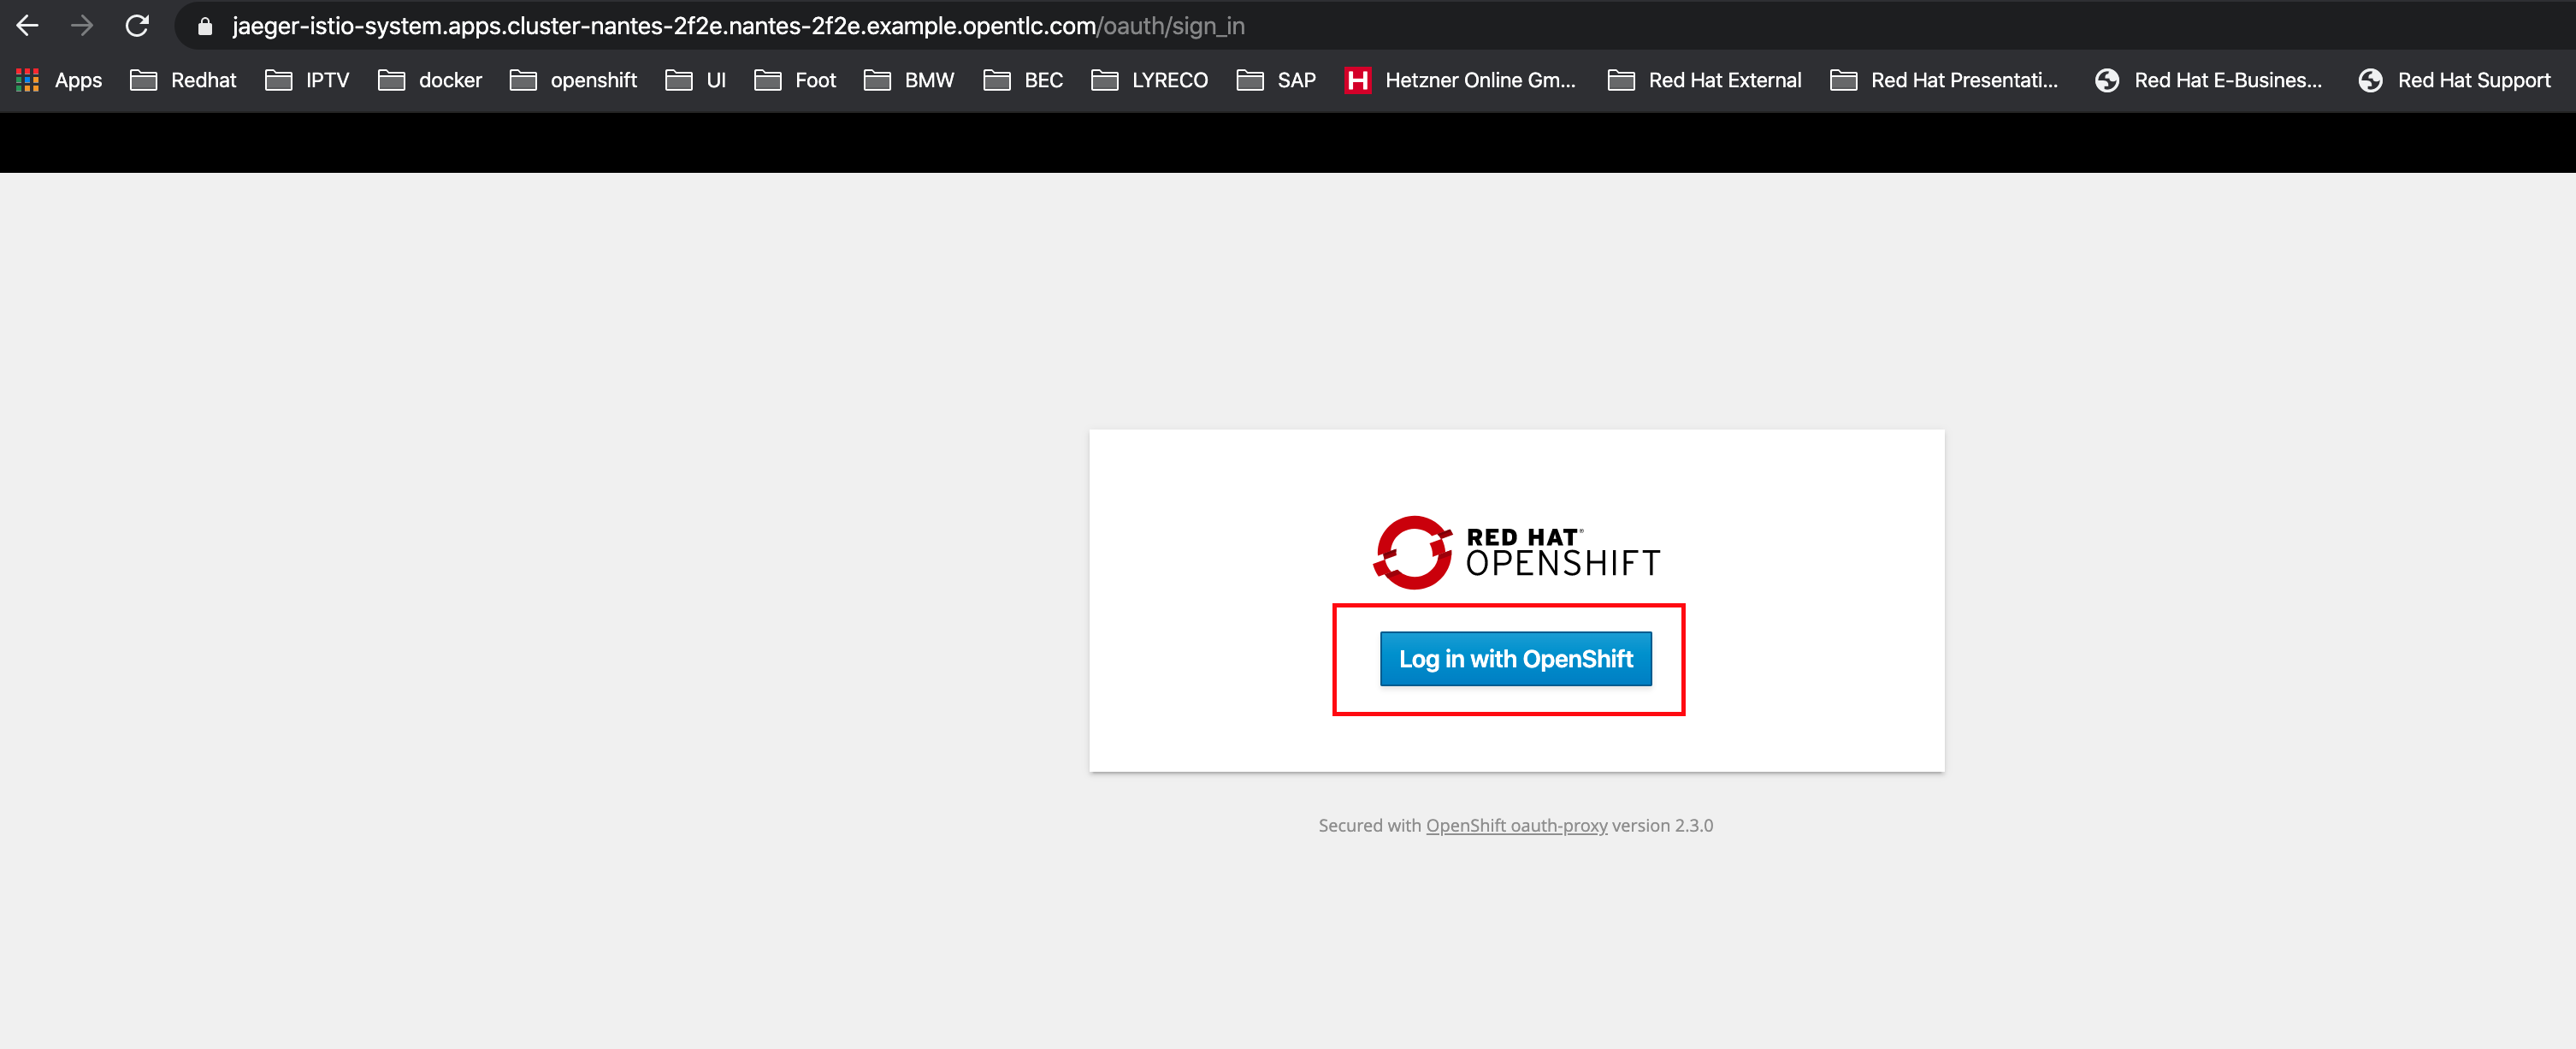 jaeger-istio-system.apps.cluster-nantes-2f2e.nantes-2f2e.example.opentlc.com/oauth/sign_in
Apps Redhat IPTV docker openshift UI Foot BMW BEC LYRECO SAP H Hetzner Online Gm... Red Hat External Red Hat Presentati... Red Hat E-Busines... Red Hat Support
RED HAT®
OPENSHIFT
Log in with OpenShift
Secured with OpenShift oauth-proxy version 2.3.0